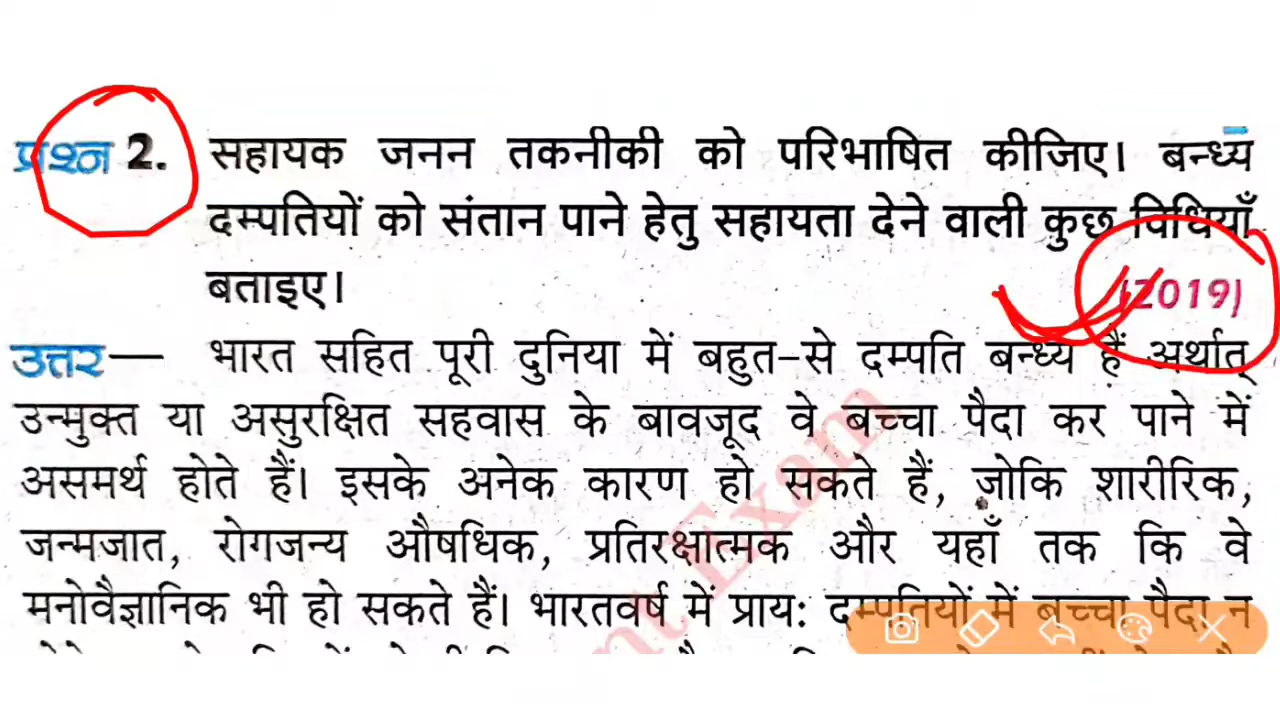 प्रश्न 2. सहायक जनन तकनीकी को परिभाषित कीजिए। बन्ध्य
दम्पतियों को संतान पाने हेतु सहायता देने वाली कुछ विधियाँ
बताइए। (2019)
उत्तर — भारत सहित पूरी दुनिया में बहुत-से दम्पति बन्ध्य हैं अर्थात्
उन्मुक्त या असुरक्षित सहवास के बावजूद वे बच्चा पैदा कर पाने में
असमर्थ होते हैं। इसके अनेक कारण हो सकते हैं, जोकि शारीरिक,
जन्मजात, रोगजन्य औषधिक, प्रतिरक्षात्मक और यहाँ तक कि वे
मनोवैज्ञानिक भी हो सकते हैं। भारतवर्ष में प्रायः दम्पतियों में बच्चा पैदा न
Exam